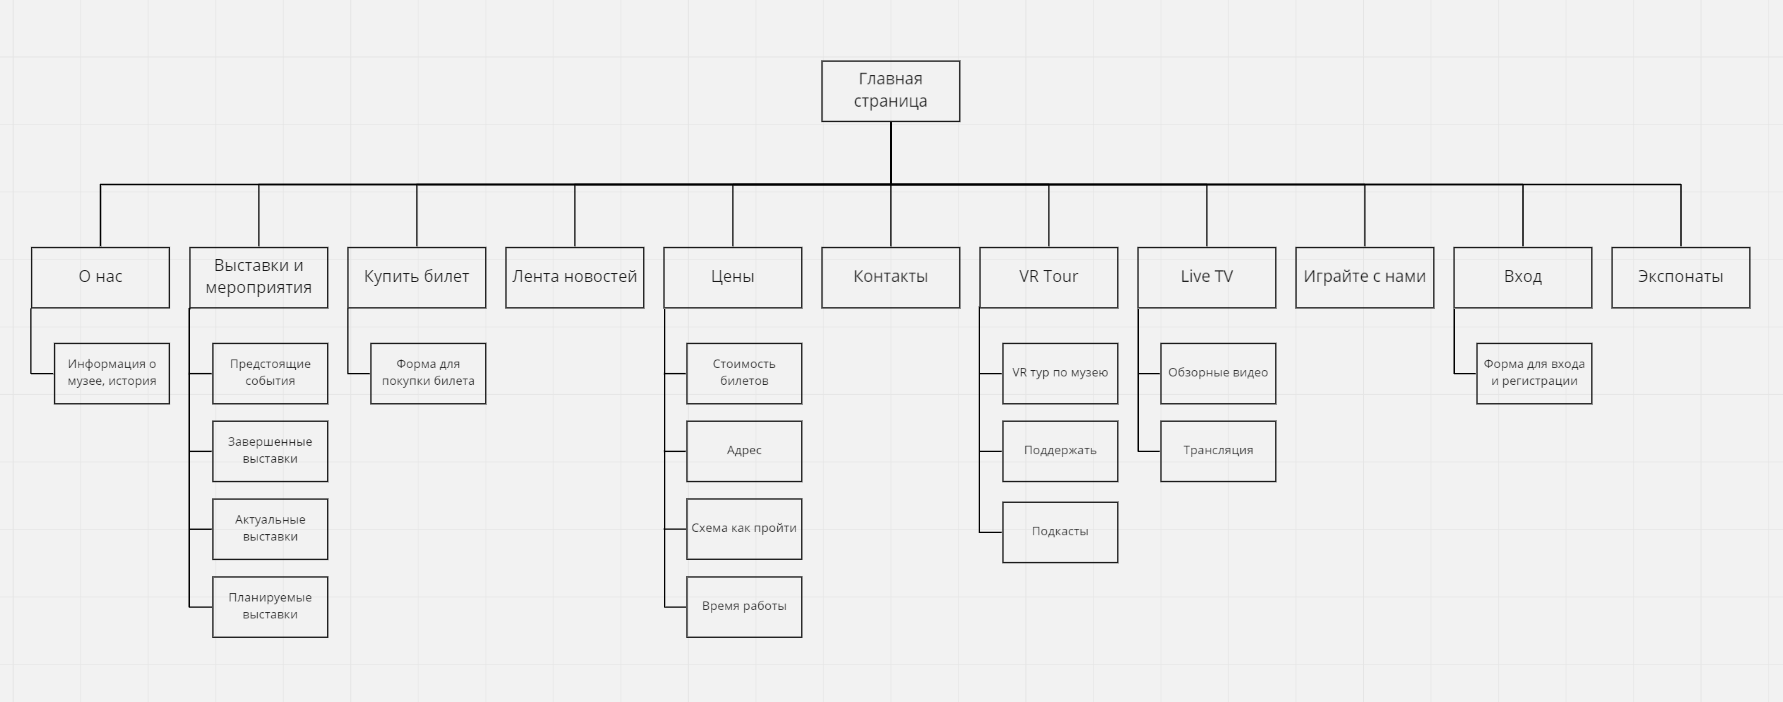 Главная
страница
О нас
Выставки и
мероприятия
Купить билет
Лента новостей
Цены
Контакты
VR Tour
Live TV
Играйте с нами
Вход
Экспонаты
Информация о
музее, история
Предстоящие
события
Завершенные
выставки
Актуальные
выставки
Планируемые
выставки
Форма для
покупки билета
Стоимость
билетов
Адрес
Схема как пройти
Время работы
VR тур по музею
Поддержать
Подкасты
Обзорные видео
Трансляция
Форма для входа
и регистрации